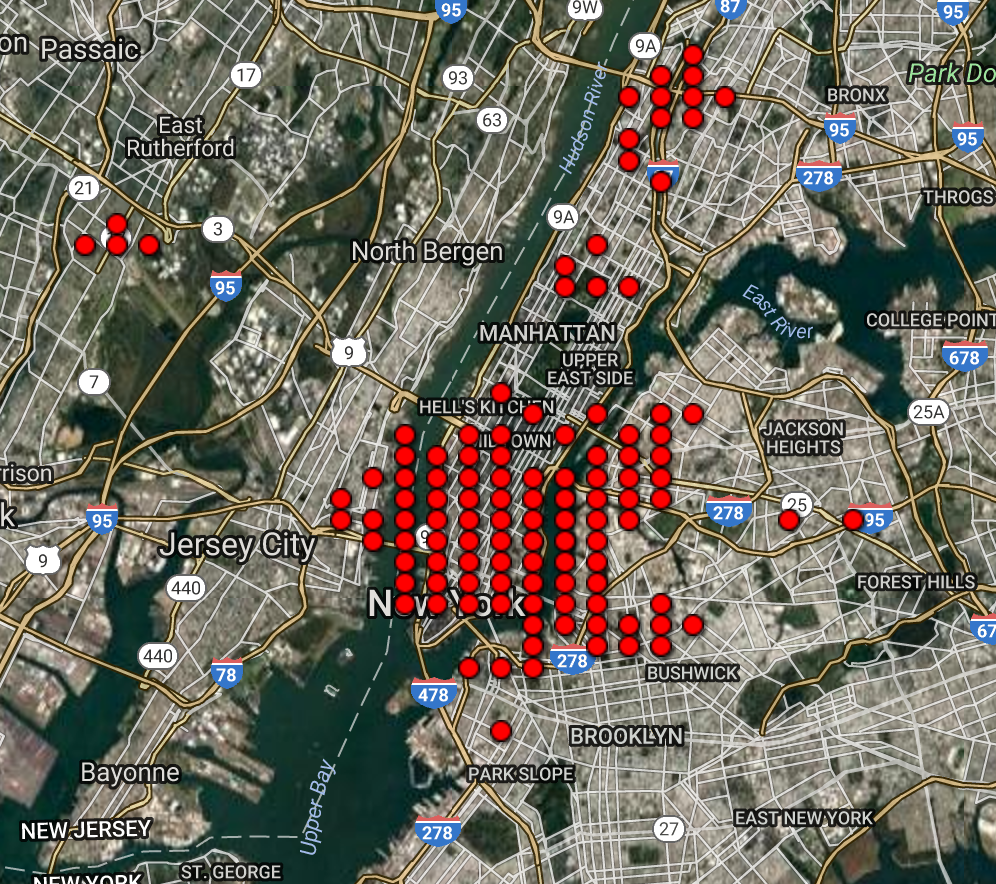 95
9W
87
95
on
Passaic
9A
17
93
Park Do
BRONX
63
Hudson River
East
Rutherford
95
95
278
21
THROGS
9A
3
North Bergen
95
East River
COLLEGE POINT
MANHATTAN
9
678
UPPER
EAST SIDE
7
HELL'S KITCHEN
25A
JACKSON
HEIGHTS
rrison
k
95
278
25
95
9
Jersey City
FOREST HILLS
440
New York
67
440
78
278
BUSHWICK
478
BROOKLYN
Bayonne
PARK SLOPE
Upper Bay
NEW JERSEY
278
27
EAST NEW YORK
ST. GEORGE
NEW YORK